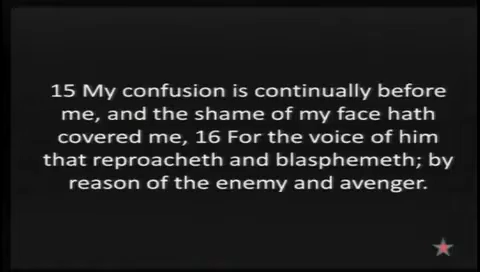 15 My confusion is continually before
me, and the shame of my face hath
covered me, 16 For the voice of him
that reproacheth and blasphemeth; by
reason of the enemy and avenger.